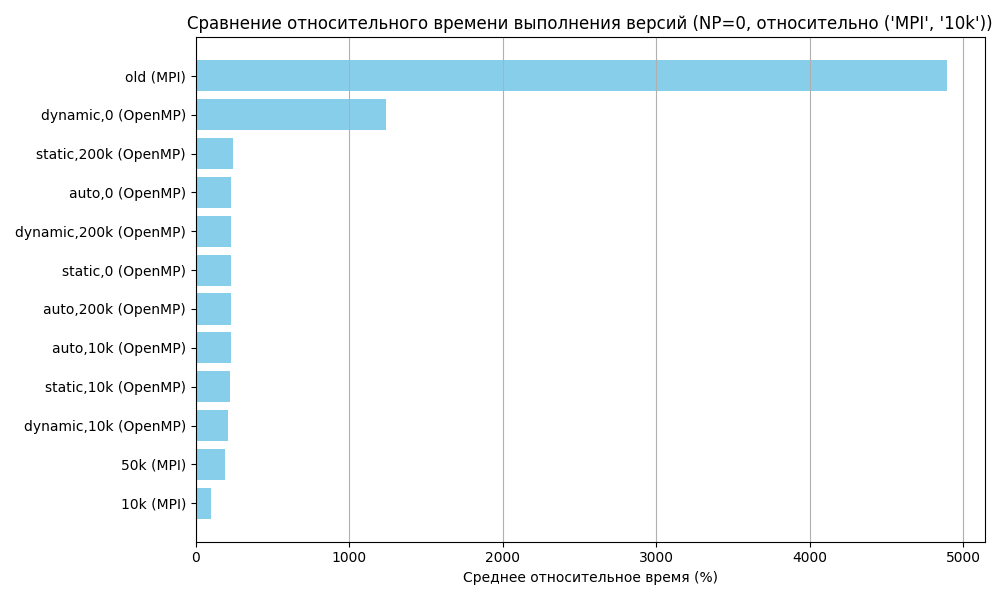 Сравнение относительного времени выполнения версий (NP=0, относительно ('MPI', '10k'))
old (MPI)
dynamic,0 (OpenMP)
static,200k (OpenMP)
auto,0 (OpenMP)
dynamic,200k (OpenMP)
static,0 (OpenMP)
auto,200k (OpenMP)
auto,10k (OpenMP)
static,10k (OpenMP)
dynamic,10k (OpenMP)
50k (MPI)
10k (MPI)
0 1000 2000 3000 4000 5000
Среднее относительное время (%)